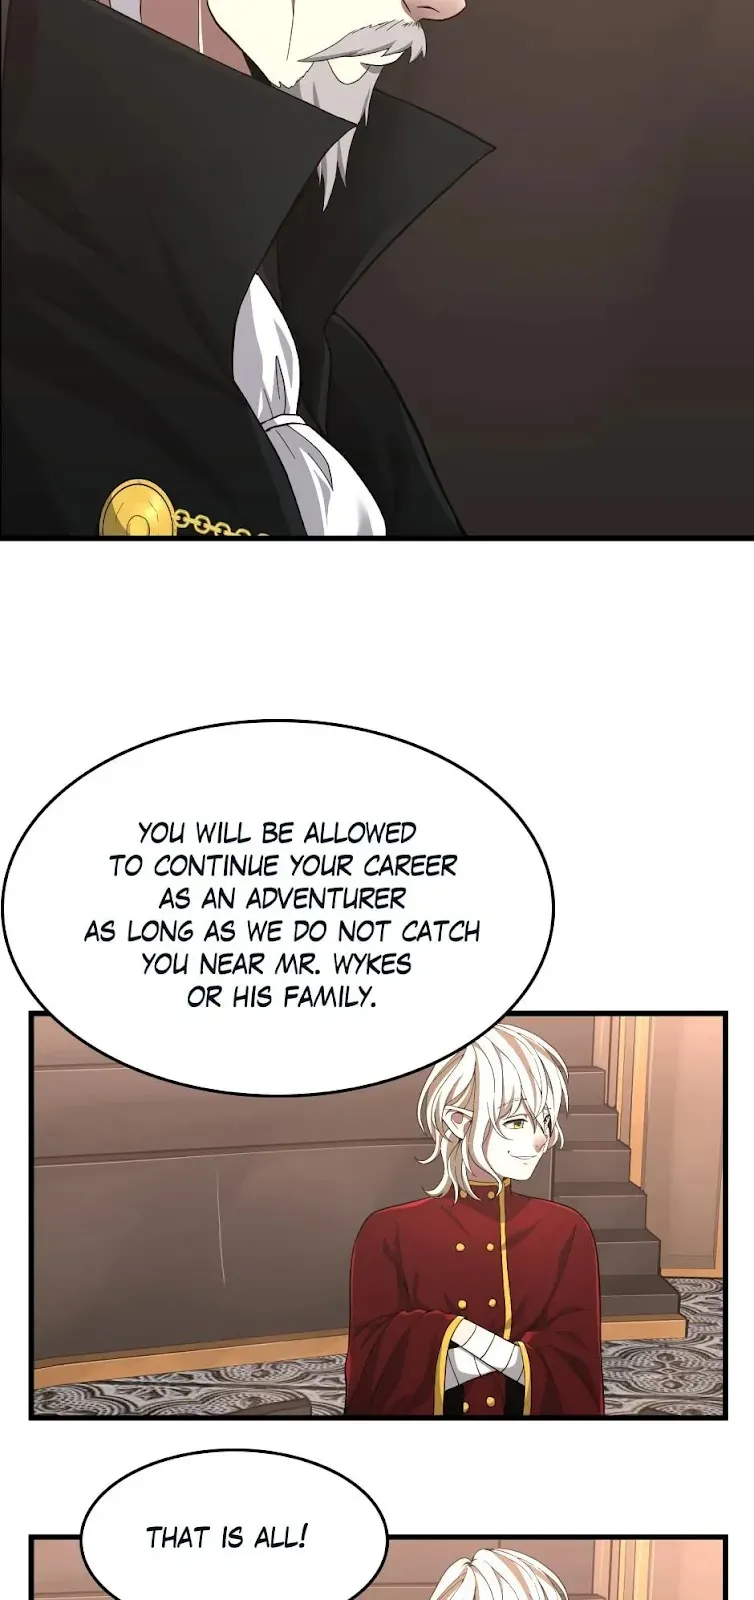 YOU WILL BE ALLOWED
TO CONTINUE YOUR CAREER
AS AN ADVENTURER
AS LONG AS WE DO NOT CATCH
YOU NEAR MR. WYKES
OR HIS FAMILY.
THAT IS ALL!